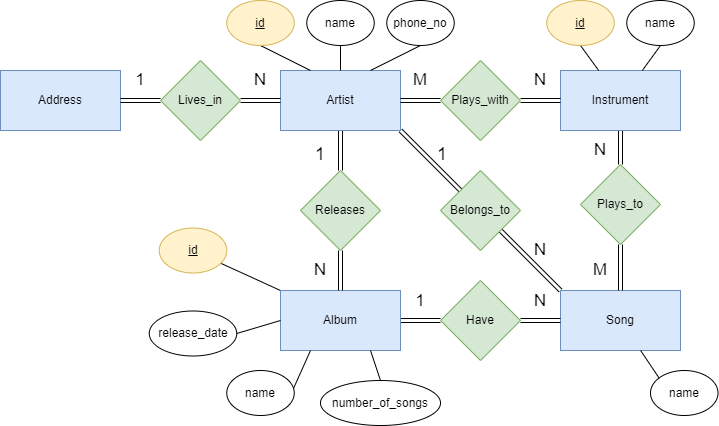 id
name
phone_no
id
name
1
N
M
N
Address
Lives_in
Artist
Plays_with
Instrument
1
1
N
Releases
Belongs_to
Plays_to
id
N
N
M
1
N
Album
Have
Song
release_date
name
number_of_songs
name